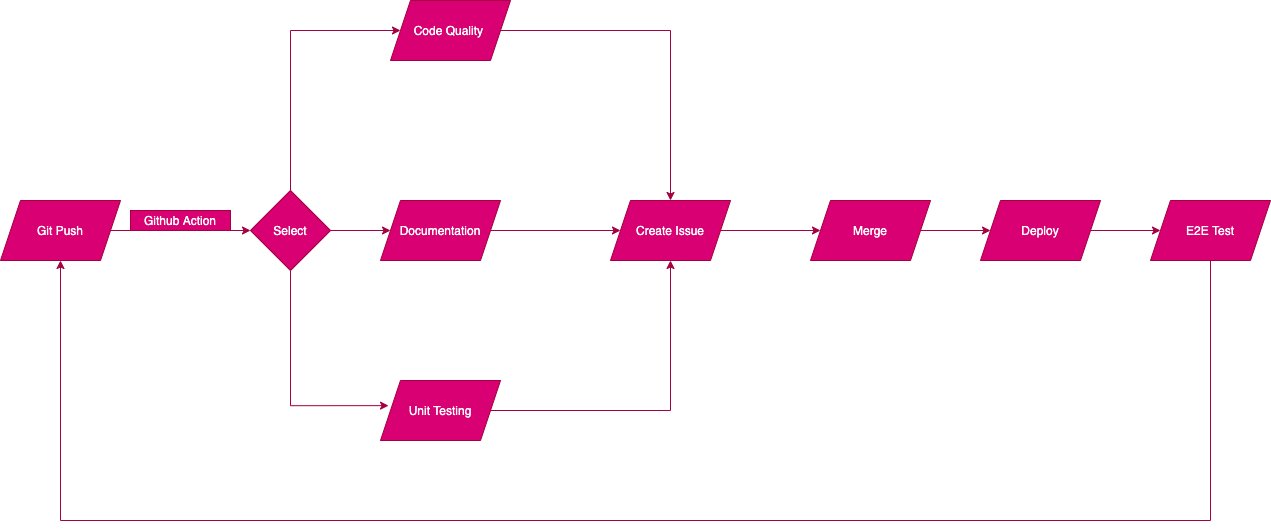 Code Quality
Git Push
Github Action
Select
Documentation
Create Issue
Merge
Deploy
E2E Test
Unit Testing